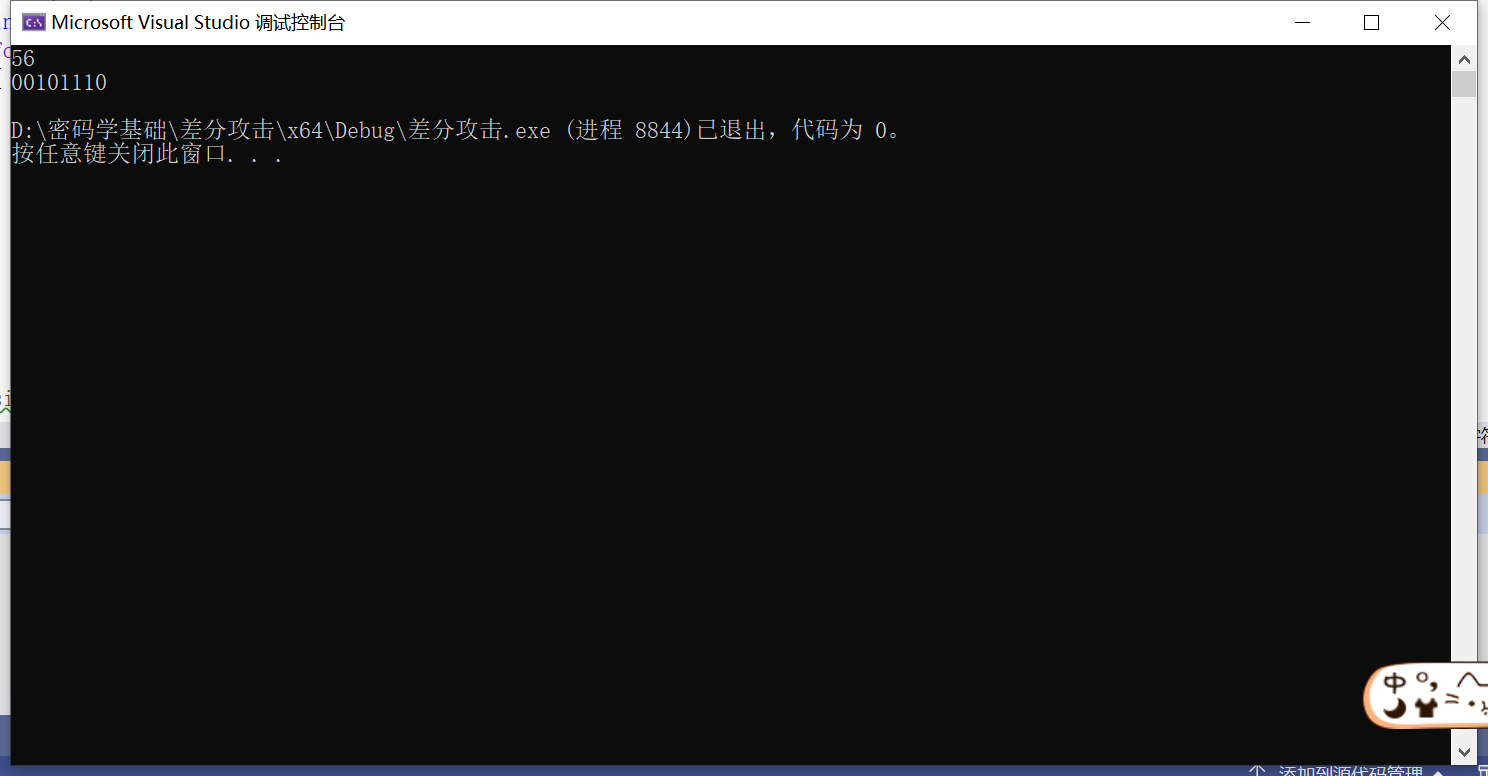 Microsoft Visual Studio 调试控制台
56
00101110
D:\密码学基础\差分攻击\x64\Debug\差分攻击.exe (进程 8844)已退出，代码为 0。
按任意键关闭此窗口. . .
中
添加到源代码管理